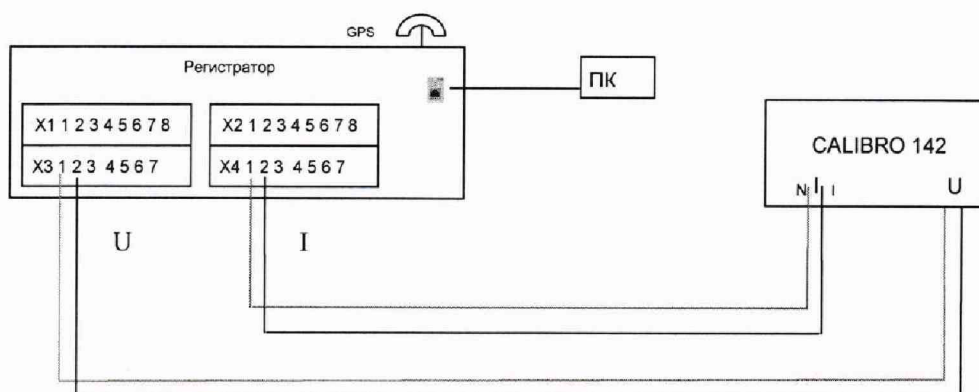 GPS
Регистратор
ПК
X1 1 2 3 4 5 6 7 8
X2 1 2 3 4 5 6 7 8
X3 1 2 3 4 5 6 7
X4 1 2 3 4 5 6 7
CALIBRO 142
N I I
U
U
I